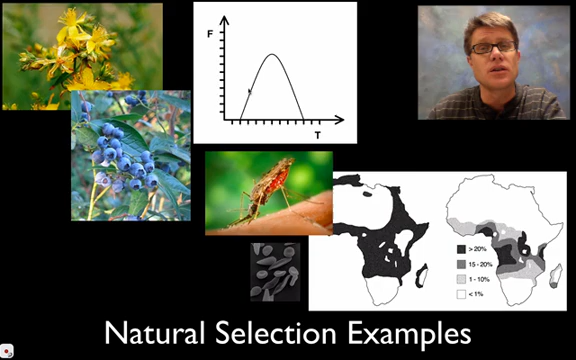 F
T
> 20%
15 - 20%
1 - 10%
< 1%
Natural Selection Examples